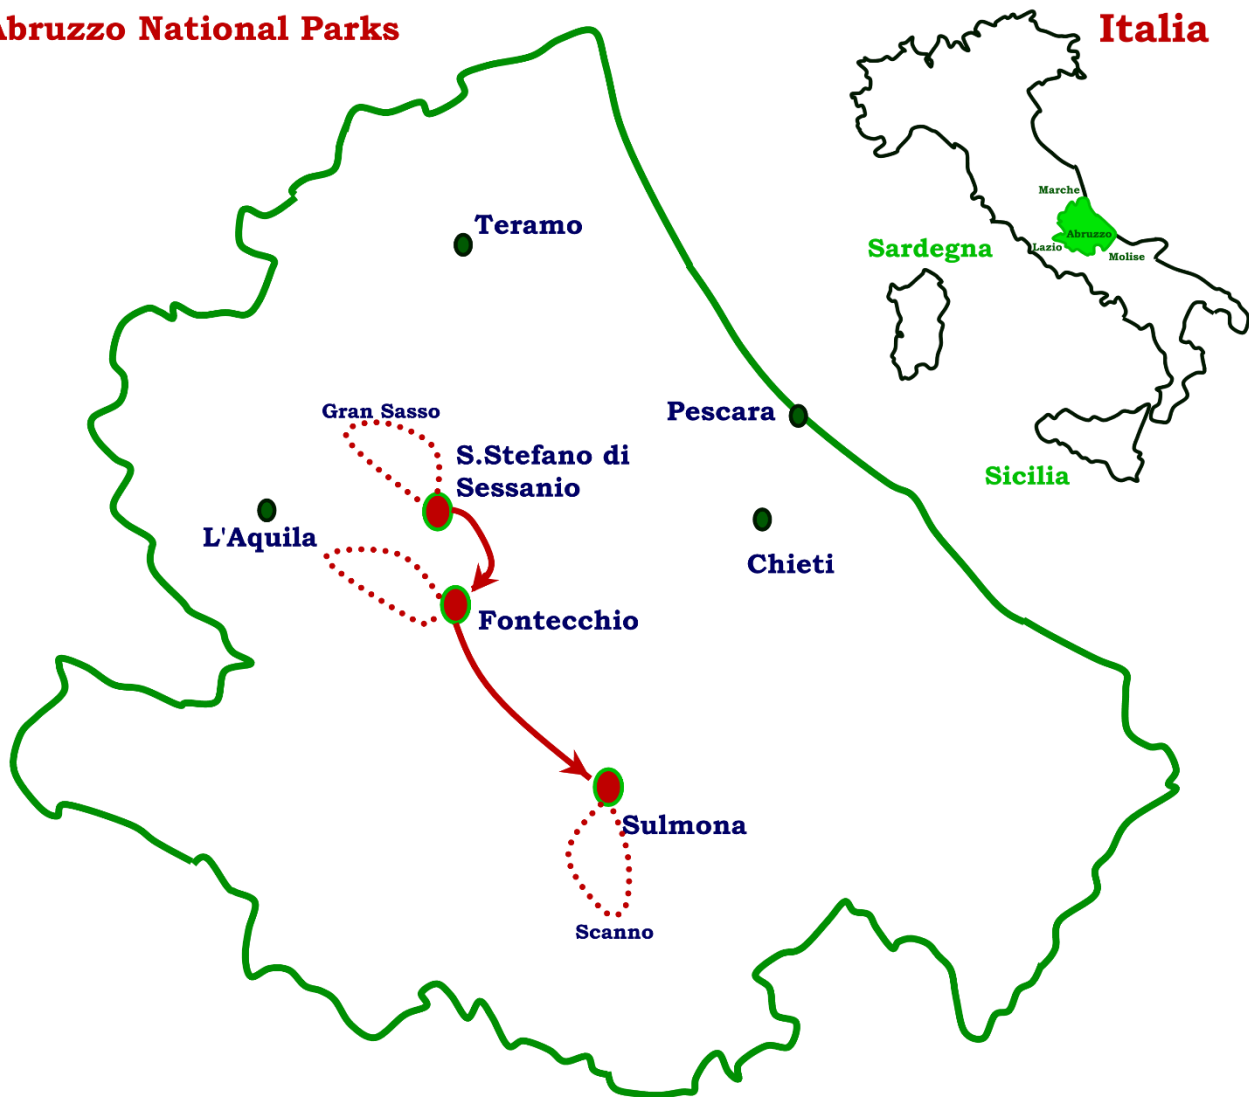 Abruzzo National Parks
Italia
Marche
Abruzzo
Lazio
Molise
Sardegna
Sicilia
Teramo
Gran Sasso
Pescara
S.Stefano di
Sessanio
L'Aquila
Chieti
Fontecchio
Sulmona
Scanno